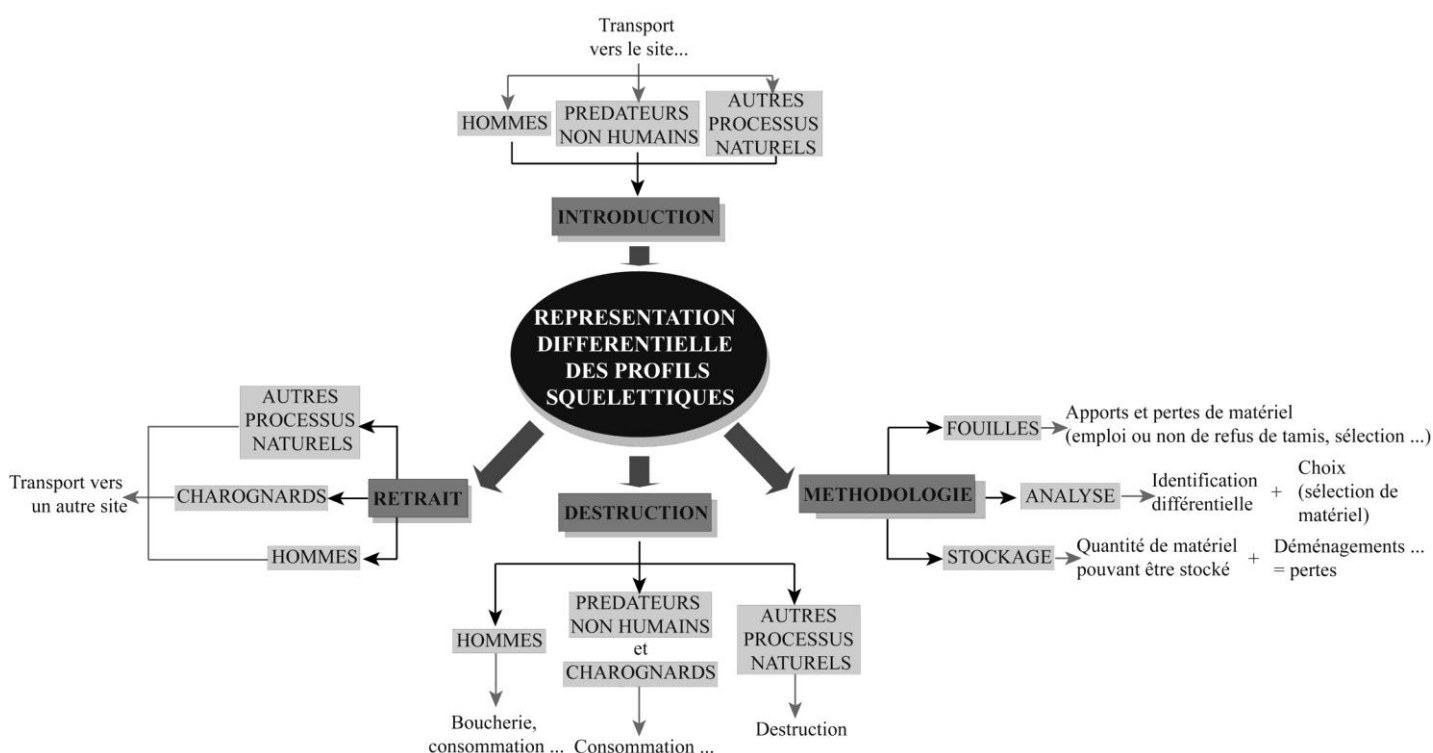 Transport
vers le site...
HOMMES
PREDATEURS
NON HUMAINS
AUTRES
PROCESSUS
NATURELS
INTRODUCTION
REPRESENTATION
DIFFERENTIELLE
DES PROFILS
SQUELETTIQUES
AUTRES
PROCESSUS
NATURELS
CHAROGNARDS
HOMMES
RETRAIT
Transport vers
un autre site
DESTRUCTION
HOMMES
Boucherie,
consommation ...
PREDATEURS
NON HUMAINS
et
CHAROGNARDS
Consommation ...
AUTRES
PROCESSUS
NATURELS
Destruction
METHODOLOGIE
FOUILLES
Apports et pertes de matériel
(emploi ou non de refus de tamis, sélection ...)
ANALYSE
Identification
différentielle
+
Choix
(sélection de
matériel)
STOCKAGE
Quantité de matériel
pouvant être stocké
+
Déménagements ...
= pertes